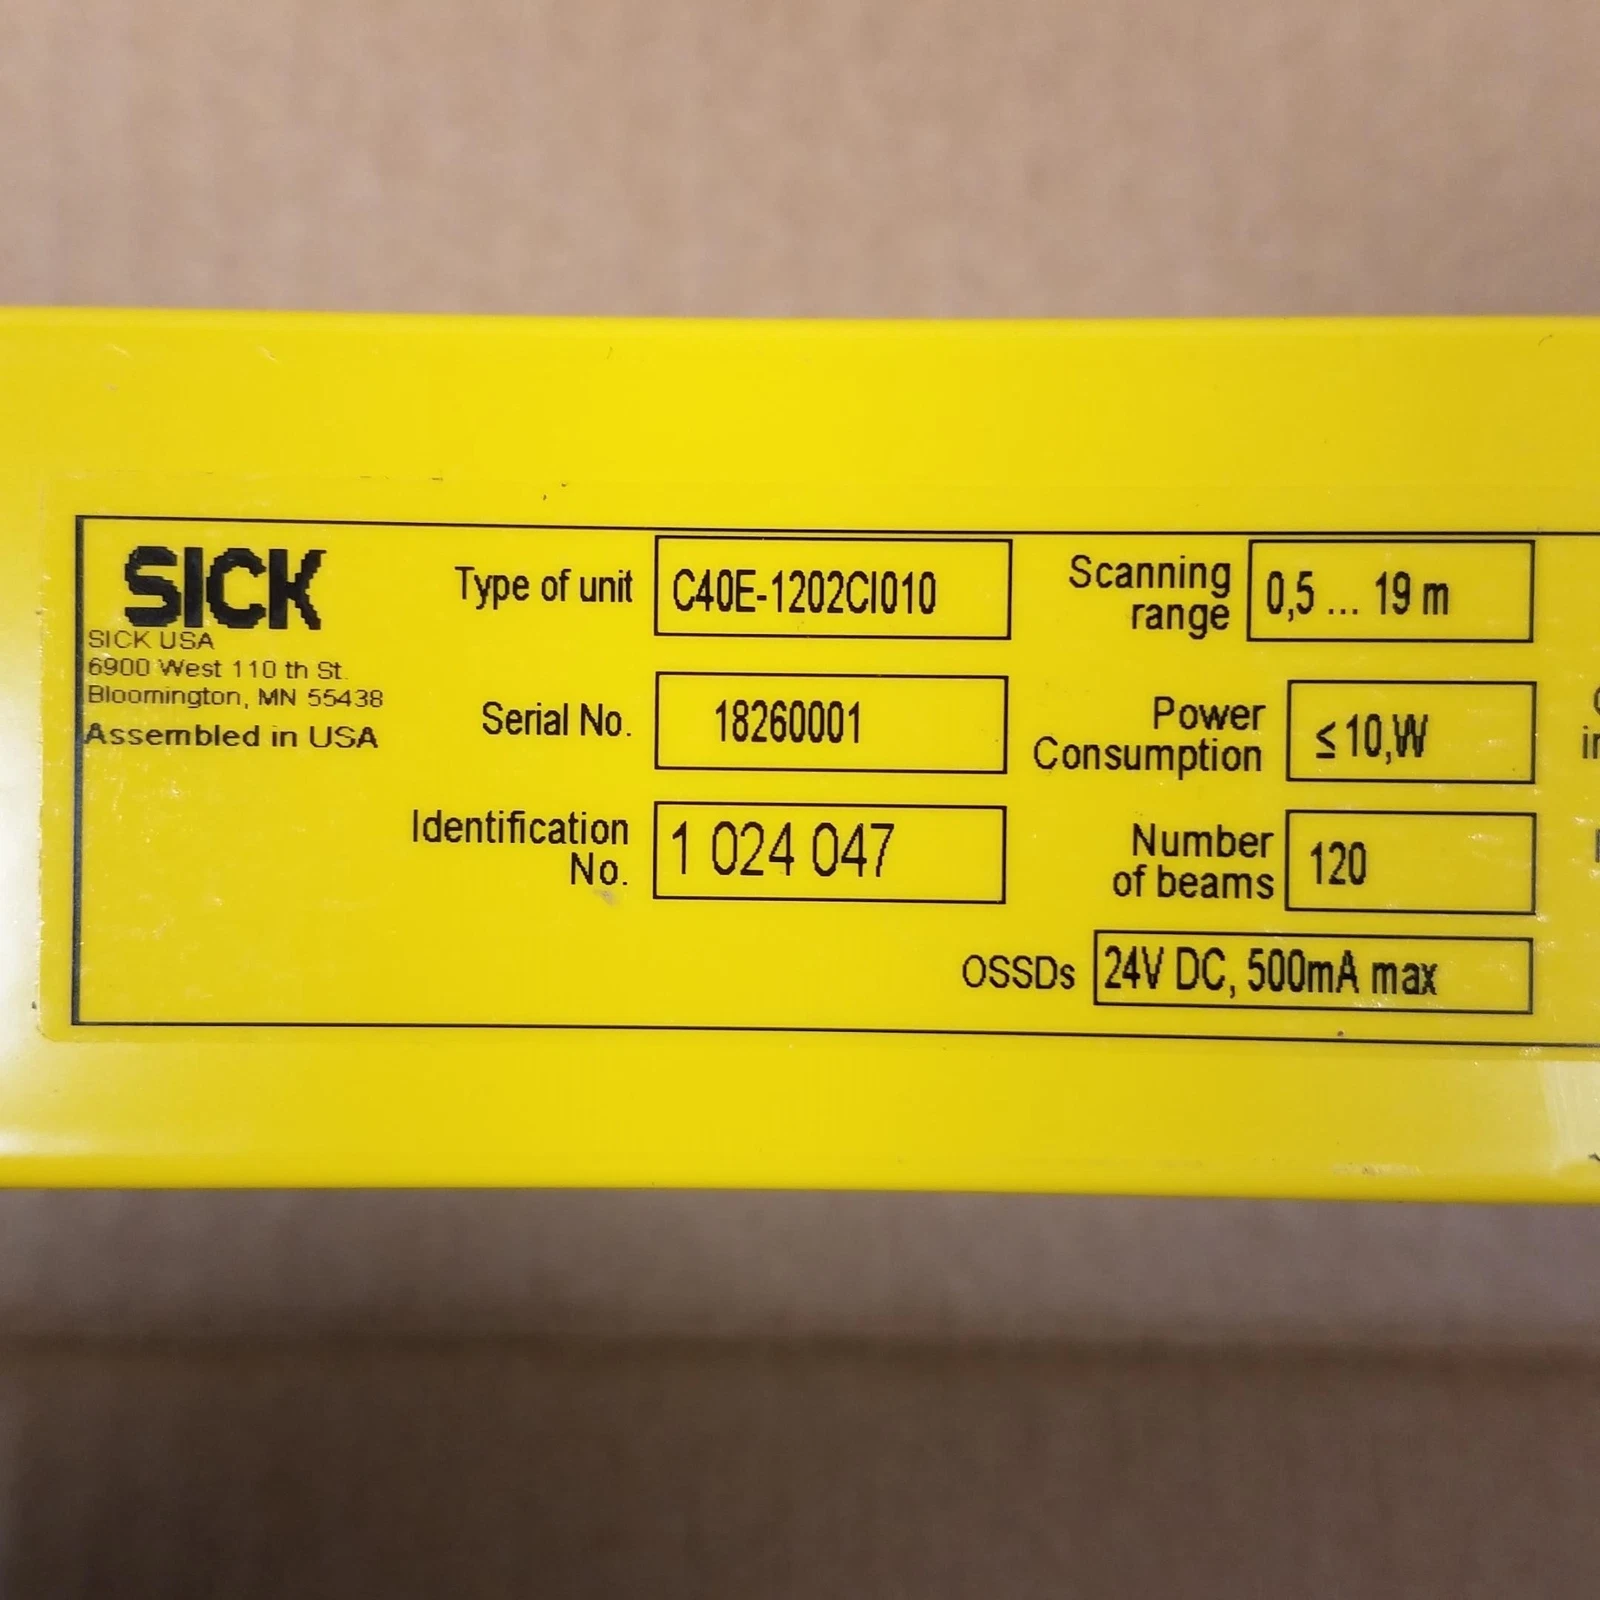 SICK
SICK USA
6900 West 110 th St.
Bloomington, MN 55438
Assembled in USA
Type of unit C40E-1202CI010
Serial No. 18260001
Identification
No. 1 024 047
Scanning
range 0,5 ... 19 m
Power
Consumption ≤10,W
Number
of beams 120
OSSDs 24V DC, 500mA max